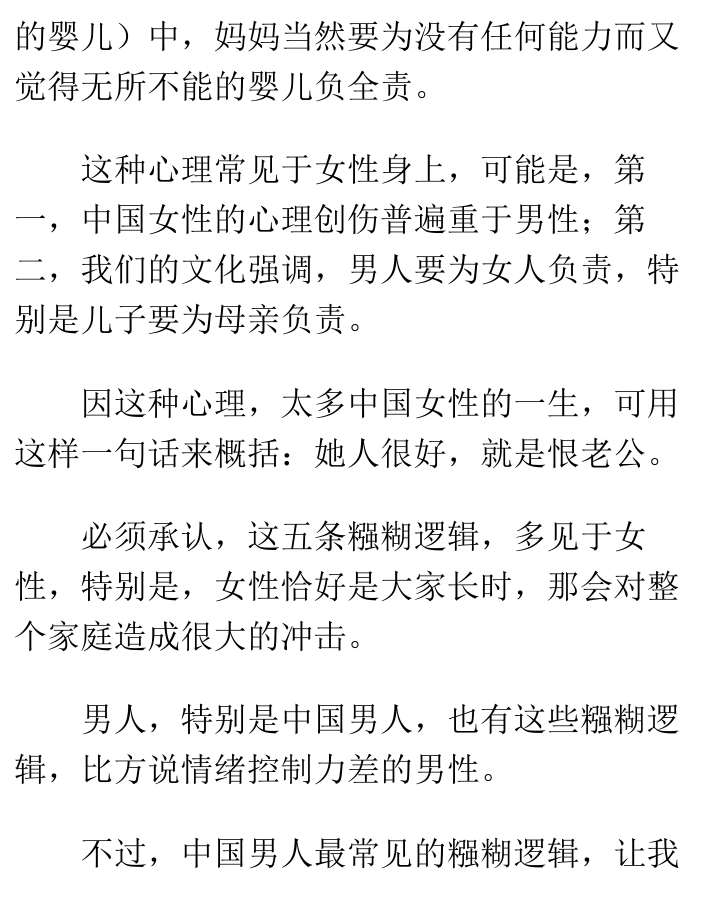 的婴儿）中，妈妈当然要为没有任何能力而又
觉得无所不能的婴儿负全责。
这种心理常见于女性身上，可能是，第
一，中国女性的心理创伤普遍重于男性；第
二，我们的文化强调，男人要为女人负责，特
别是儿子要为母亲负责。
因这种心理，太多中国女性的一生，可用
这样一句话来概括：她人很好，就是恨老公。
必须承认，这五条糨糊逻辑，多见于女
性，特别是，女性恰好是大家长时，那会对整
个家庭造成很大的冲击。
男人，特别是中国男人，也有这些糨糊逻
辑，比方说情绪控制力差的男性。
不过，中国男人最常见的糨糊逻辑，让我